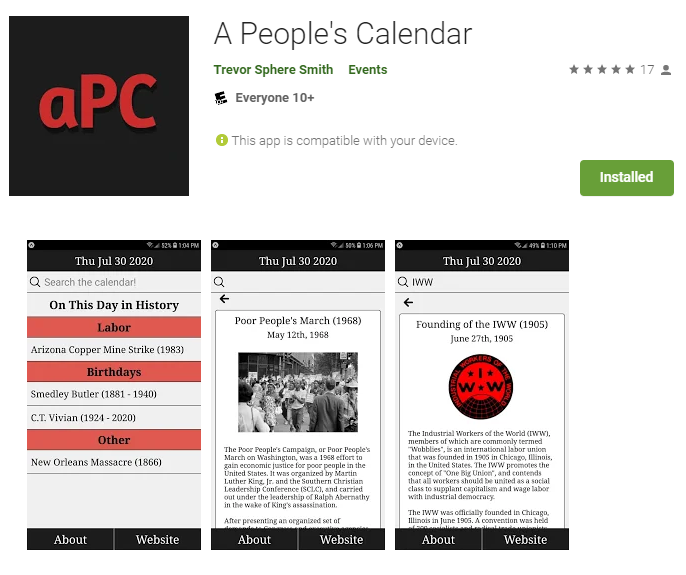 aPC
A People's Calendar
Trevor Sphere Smith Events
17
Everyone 10+
This app is compatible with your device.
Installed
52% 1:04 PM
Thu Jul 30 2020
Search the calendar!
On This Day in History
Labor
Arizona Copper Mine Strike (1983)
Birthdays
Smedley Butler (1881 - 1940)
C.T. Vivian (1924 - 2020)
Other
New Orleans Massacre (1866)
About Website
50% 1:06 PM
Thu Jul 30 2020
Poor People's March (1968)
May 12th, 1968
The Poor People's Campaign, or Poor People's
March on Washington, was a 1968 effort to
gain economic justice for poor people in the
United States. It was organized by Martin
Luther King, Jr. and the Southern Christian
Leadership Conference (SCLC), and carried
out under the leadership of Ralph Abernathy
in the wake of King's assassination.
After presenting an organized set of
About Website
49% 1:10 PM
Thu Jul 30 2020
IWW
Founding of the IWW (1905)
June 27th, 1905
INDUSTRIAL WORKERS OF THE WORLD
I
W W
The Industrial Workers of the World (IWW),
members of which are commonly termed
"Wobblies", is an international labor union
that was founded in 1905 in Chicago, Illinois,
in the United States. The IWW promotes the
concept of "One Big Union", and contends
that all workers should be united as a social
class to supplant capitalism and wage labor
with industrial democracy.
The IWW was officially founded in Chicago,
Illinois in June 1905. A convention was held
About Website